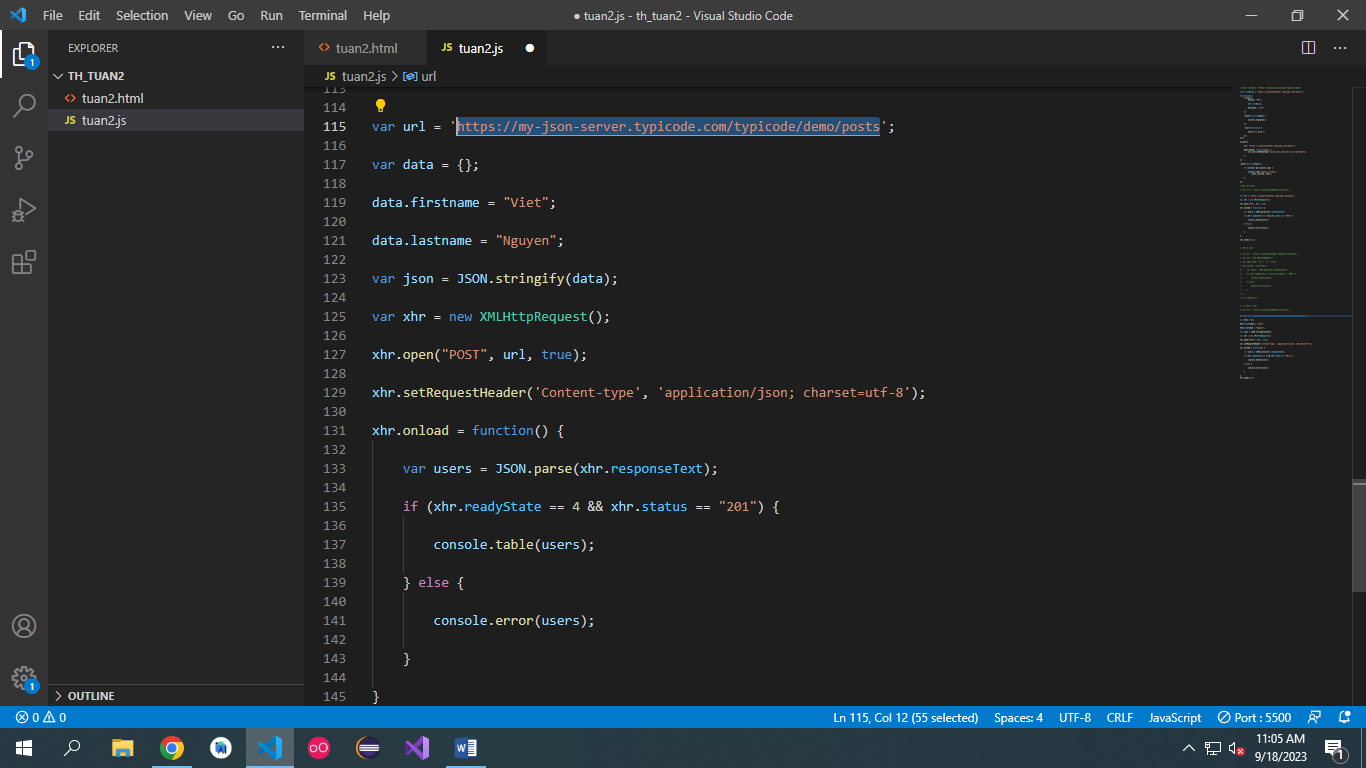 File Edit Selection View Go Run Terminal Help
● tuan2.js - th_tuan2 - Visual Studio Code
EXPLORER
TH_TUAN2
tuan2.html
JS tuan2.js
OUTLINE
tuan2.html
JS tuan2.js ●
JS tuan2.js > url
113
114
115 var url = 'https://my-json-server.typicode.com/typicode/demo/posts';
116
117 var data = {};
118
119 data.firstname = "Viet";
120
121 data.lastname = "Nguyen";
122
123 var json = JSON.stringify(data);
124
125 var xhr = new XMLHttpRequest();
126
127 xhr.open("POST", url, true);
128
129 xhr.setRequestHeader('Content-type', 'application/json; charset=utf-8');
130
131 xhr.onload = function() {
132
133 var users = JSON.parse(xhr.responseText);
134
135 if (xhr.readyState == 4 && xhr.status == "201") {
136
137 console.table(users);
138
139 } else {
140
141 console.error(users);
142
143 }
144
145 }
1
1
0 0
Ln 115, Col 12 (55 selected) Spaces: 4 UTF-8 CRLF JavaScript Port : 5500
11:05 AM
9/18/2023
1